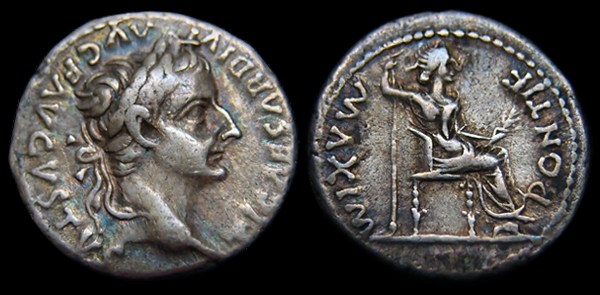 TI CAESAR DIVI AVG F AVGVSTVS
PONTIF MAXIM